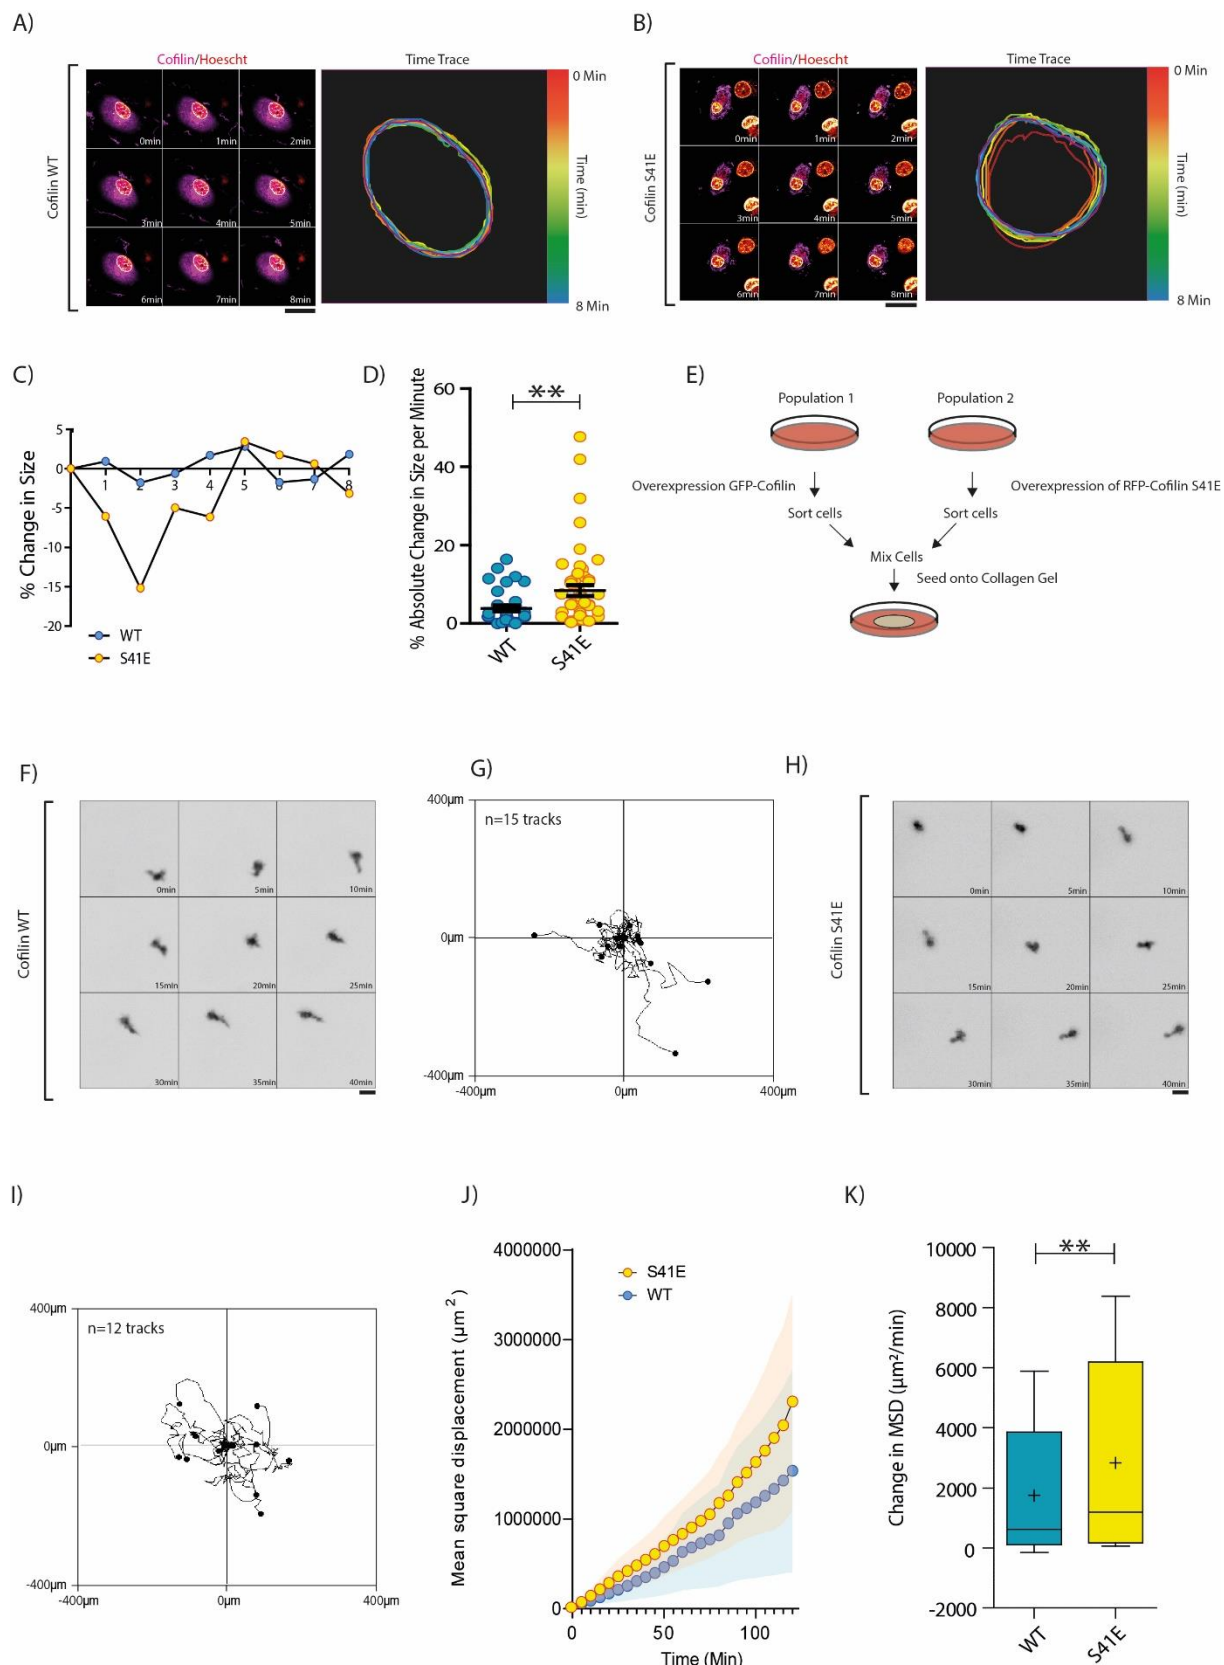 A)
Cofilin/Hoescht
Time Trace
Cofilin WT
0min
1min
2min
3min
4min
5min
6min
7min
8min
0 Min
Time (min)
8 Min
B)
Cofilin/Hoescht
Time Trace
Cofilin S41E
0min
1min
2min
3min
4min
5min
6min
7min
8min
0 Min
Time (min)
8 Min
C)
% Change in Size
5
0
-5
-10
-15
-20
1
2
3
4
5
6
7
8
WT
S41E
D)
% Absolute Change in Size per Minute
60
40
20
0
**
WT
S41E
E)
Population 1
Population 2
Overexpression GFP-Cofilin
Overexpression of RFP-Cofilin S41E
Sort cells
Sort cells
Mix Cells
Seed onto Collagen Gel
F)
Cofilin WT
0min
5min
10min
15min
20min
25min
30min
35min
40min
G)
400µm
n=15 tracks
0µm
-400µm
-400µm
0µm
400µm
H)
Cofilin S41E
0min
5min
10min
15min
20min
25min
30min
35min
40min
I)
400µm
n=12 tracks
0µm
-400µm
-400µm
0µm
400µm
J)
Mean square displacement (µm²)
4000000
3000000
2000000
1000000
0
S41E
WT
0
50
100
Time (Min)
K)
Change in MSD (µm²/min)
10000
8000
6000
4000
2000
0
-2000
**
WT
S41E